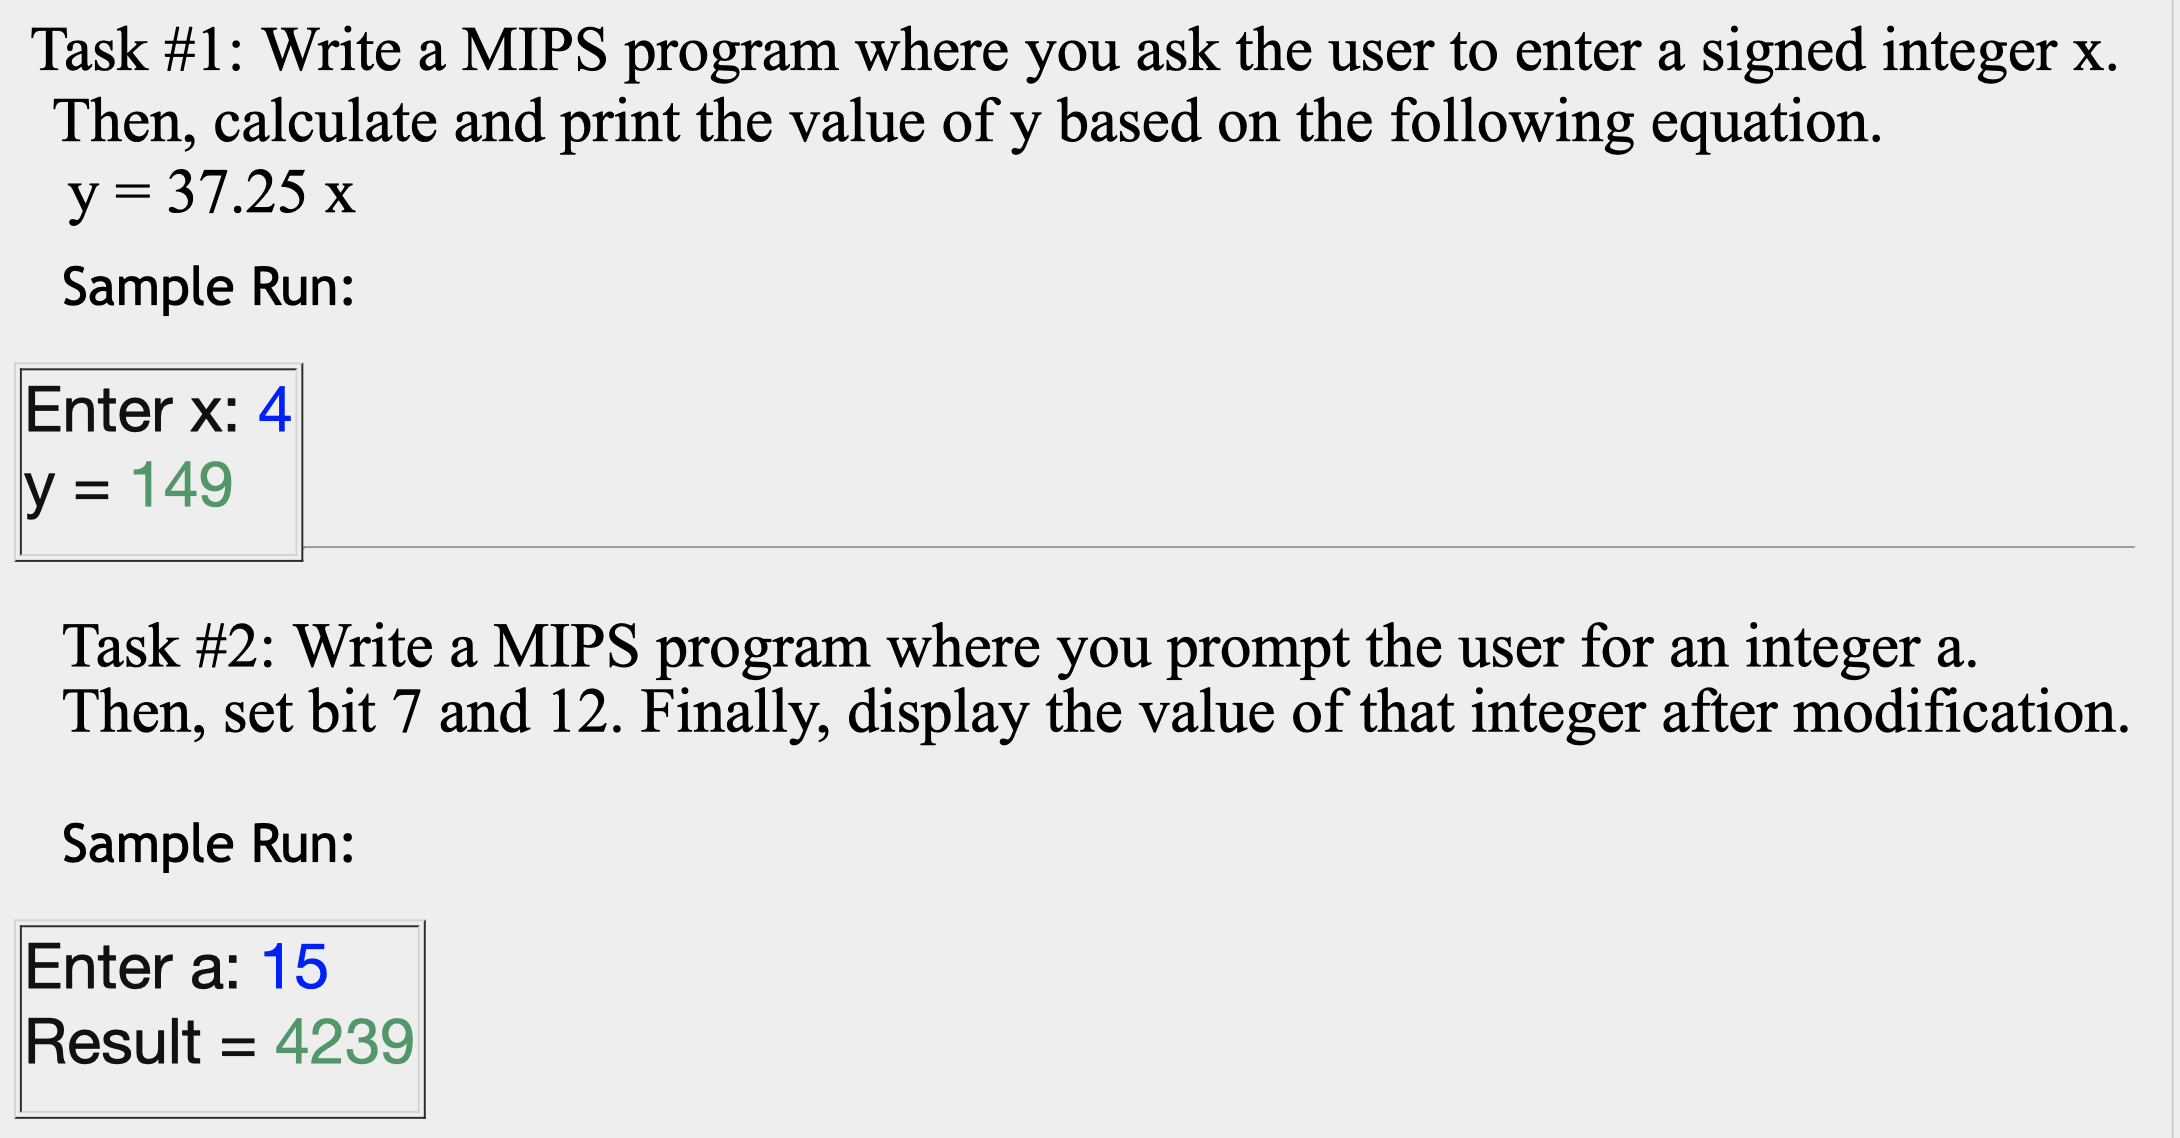 Task #1: Write a MIPS program where you ask the user to enter a signed integer x.
Then, calculate and print the value of y based on the following equation.
y = 37.25 x
Sample Run:
Enter x: 4
y = 149
Task #2: Write a MIPS program where you prompt the user for an integer a.
Then, set bit 7 and 12. Finally, display the value of that integer after modification.
Sample Run:
Enter a: 15
Result = 4239